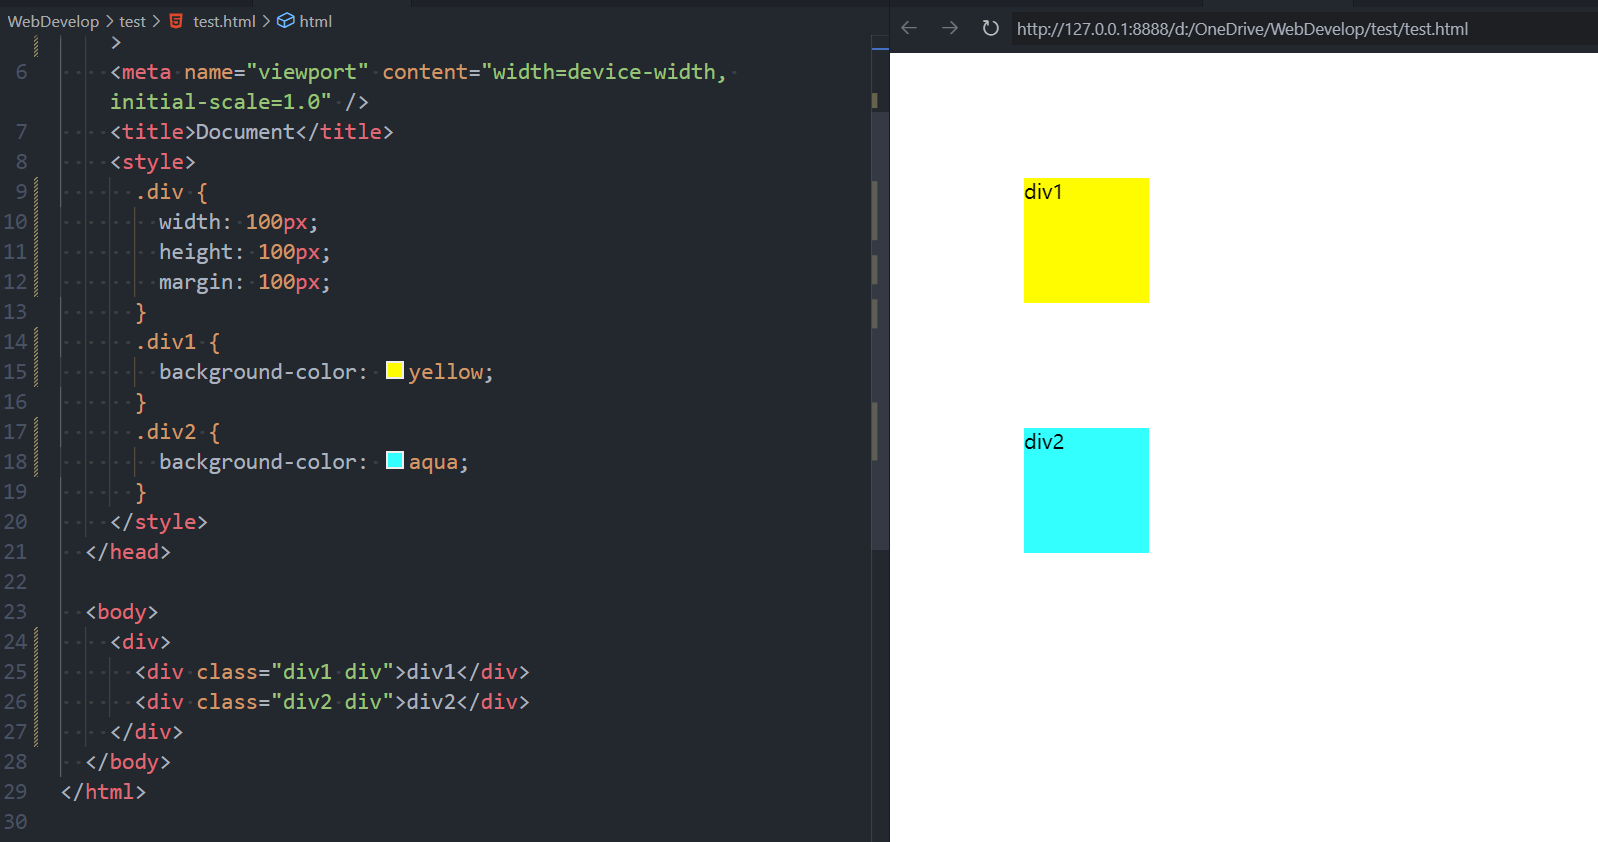 WebDevelop > test > test.html > html
>
6 <meta name="viewport" content="width=device-width,
initial-scale=1.0" />
7 <title>Document</title>
8 <style>
9 .div {
10 width: 100px;
11 height: 100px;
12 margin: 100px;
13 }
14 .div1 {
15 background-color: yellow;
16 }
17 .div2 {
18 background-color: aqua;
19 }
20 </style>
21 </head>
22
23 <body>
24 <div>
25 <div class="div1 div">div1</div>
26 <div class="div2 div">div2</div>
27 </div>
28 </body>
29 </html>
30
http://127.0.0.1:8888/d:/OneDrive/WebDevelop/test/test.html
div1
div2